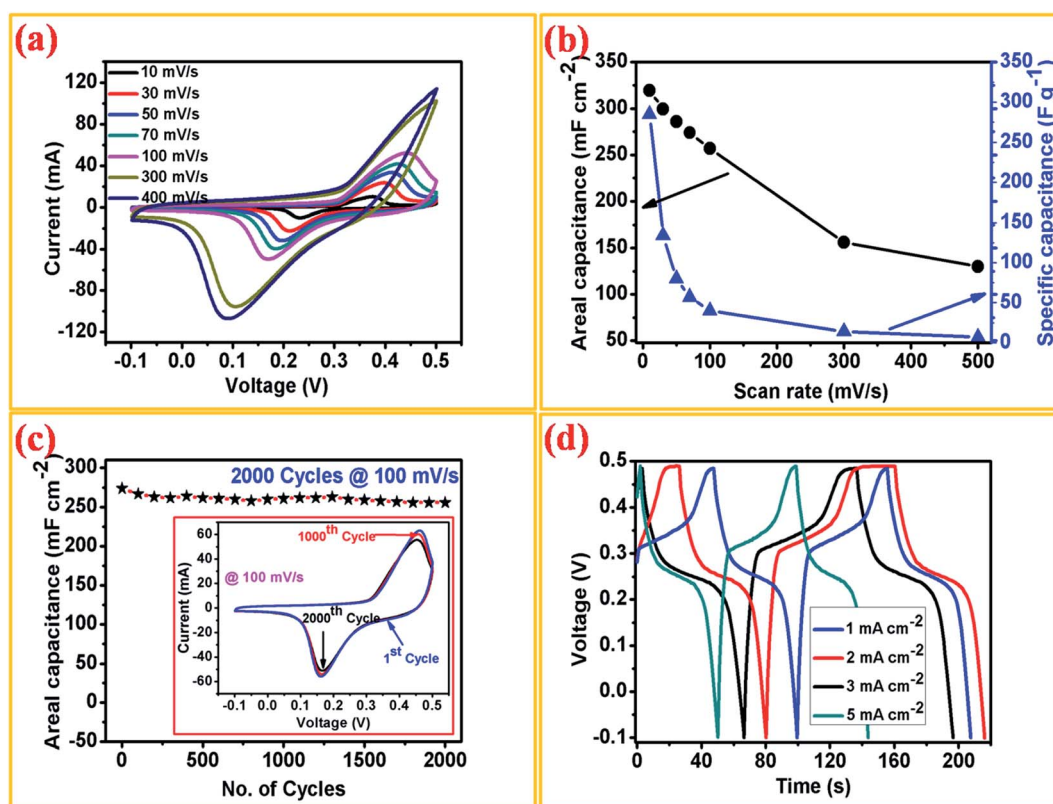 (a)
10 mV/s
30 mV/s
50 mV/s
70 mV/s
100 mV/s
300 mV/s
400 mV/s
120
80
40
0
-40
-80
-120
Current (mA)
-0.1 0.0 0.1 0.2 0.3 0.4 0.5
Voltage (V)
(b)
350
300
250
200
150
100
50
Areal capacitance (mF cm-2)
350
300
250
200
150
100
50
0
Specific capacitance (F g-1)
0 100 200 300 400 500
Scan rate (mV/s)
(c)
300
250
200
150
100
50
0
-50
Areal capacitance (mF cm-2)
2000 Cycles @ 100 mV/s
60
40
20
0
-20
-40
-60
Current (mA)
1000th Cycle
@ 100 mV/s
2000th Cycle
1st Cycle
-0.1 0.0 0.1 0.2 0.3 0.4 0.5
Voltage (V)
0 500 1000 1500 2000
No. of Cycles
(d)
0.5
0.3
0.2
0.0
-0.1
Voltage (V)
1 mA cm-2
2 mA cm-2
3 mA cm-2
5 mA cm-2
0 40 80 120 160 200
Time (s)